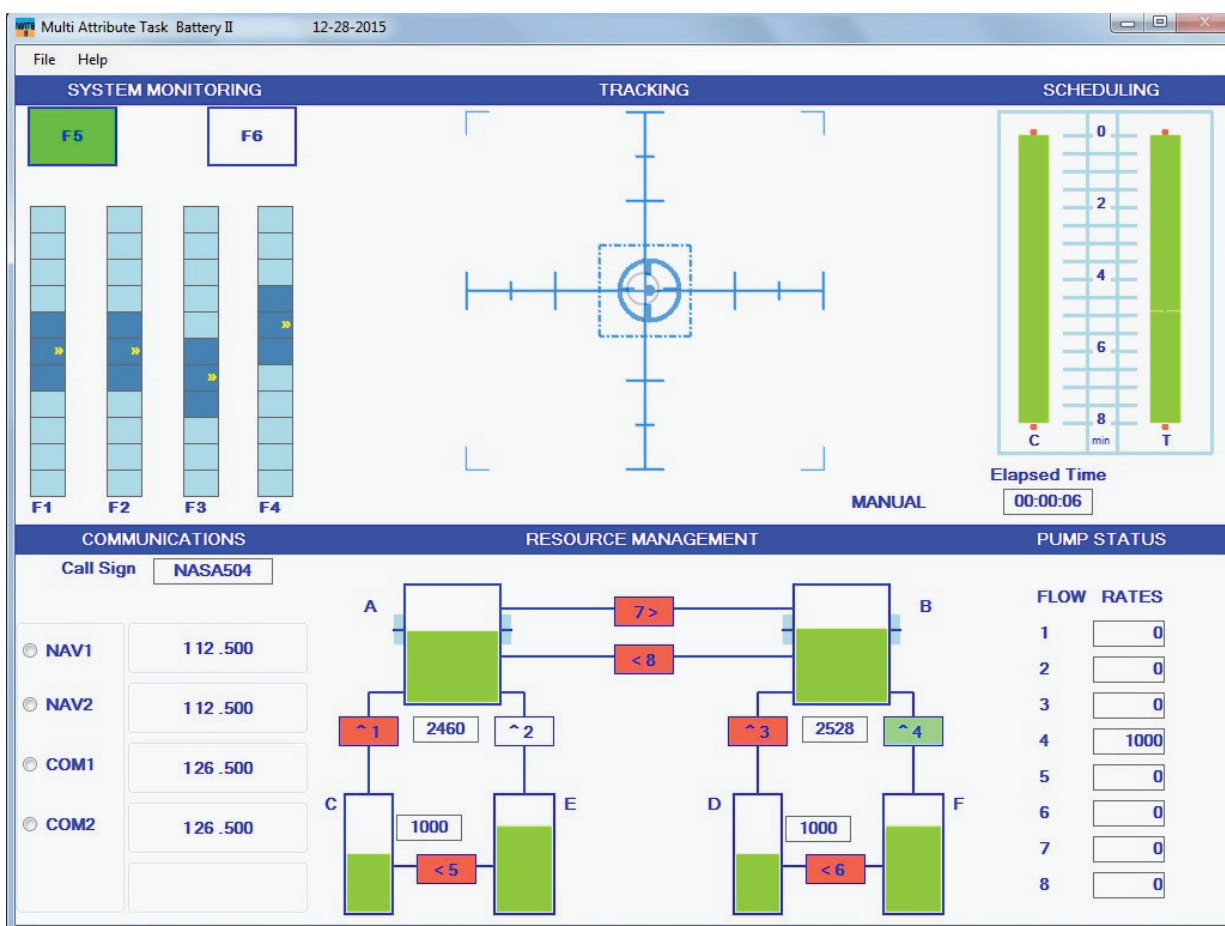 Multi Attribute Task Battery II 12-28-2015
File Help
SYSTEM MONITORING
F5 F6
F1 F2 F3 F4
TRACKING
MANUAL
SCHEDULING
0
2
4
6
8
C min T
Elapsed Time
00:00:06
COMMUNICATIONS
Call Sign NASA504
NAV1 112.500
NAV2 112.500
COM1 126.500
COM2 126.500
RESOURCE MANAGEMENT
A 7 > B
< 8
^ 1 2460 ^ 2 ^ 3 2528 ^ 4
C E D F
1000 1000
< 5 < 6
PUMP STATUS
FLOW RATES
1 0
2 0
3 0
4 1000
5 0
6 0
7 0
8 0